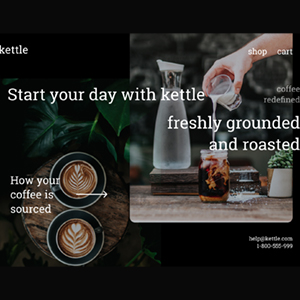 kettle
shop cart
Start your day with kettle
coffee
redefined
freshly grounded
and roasted
How your
coffee is
sourced
help@kettle.com
1-800-555-999